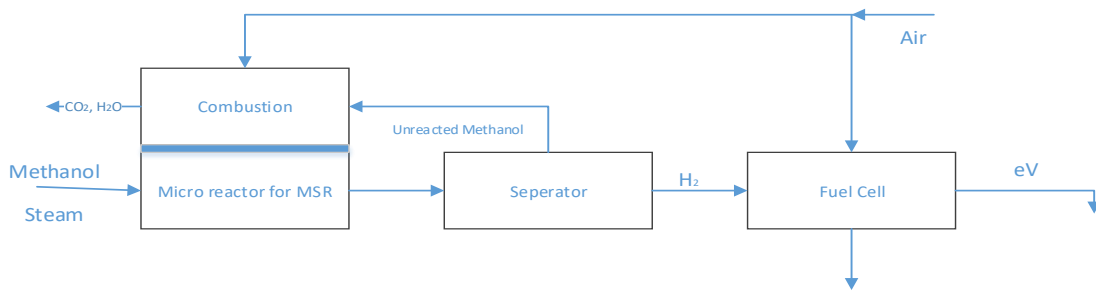 Air
Combustion
CO₂, H₂O
Unreacted Methanol
Methanol
Steam
Micro reactor for MSR
Seperator
H₂
Fuel Cell
eV